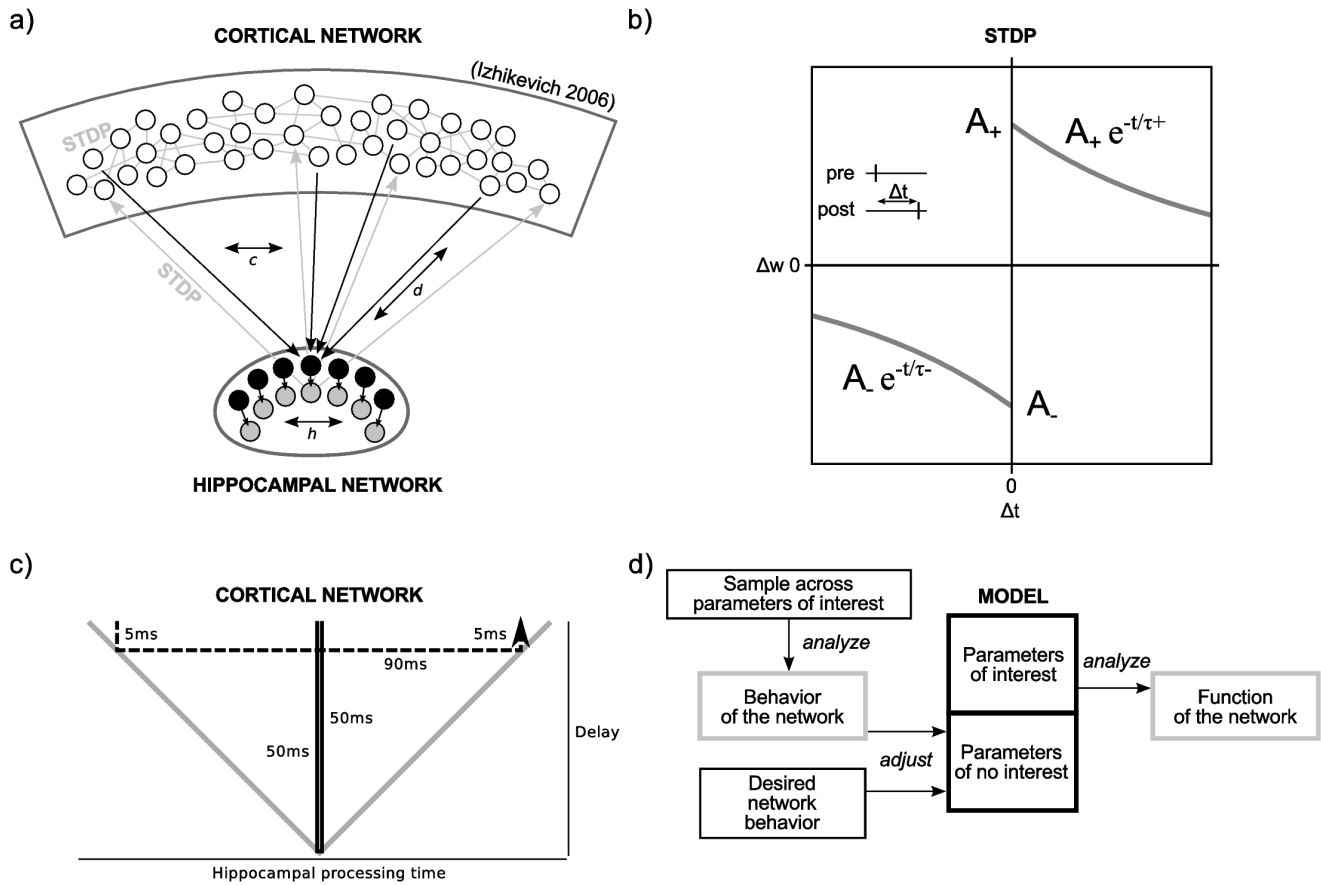 a)
CORTICAL NETWORK
(Izhikevich 2006)
STDP
c
d
STDP
h
HIPPOCAMPAL NETWORK
b)
STDP
A+
A+ e-t/τ+
pre
Δt
post
Δw 0
A- e-t/τ-
A-
0
Δt
c)
CORTICAL NETWORK
5ms
5ms
90ms
50ms
50ms
Delay
Hippocampal processing time
d)
Sample across
parameters of interest
MODEL
analyze
Behavior
of the network
Parameters
of interest
analyze
Function
of the network
adjust
Parameters
of no interest
Desired
network
behavior